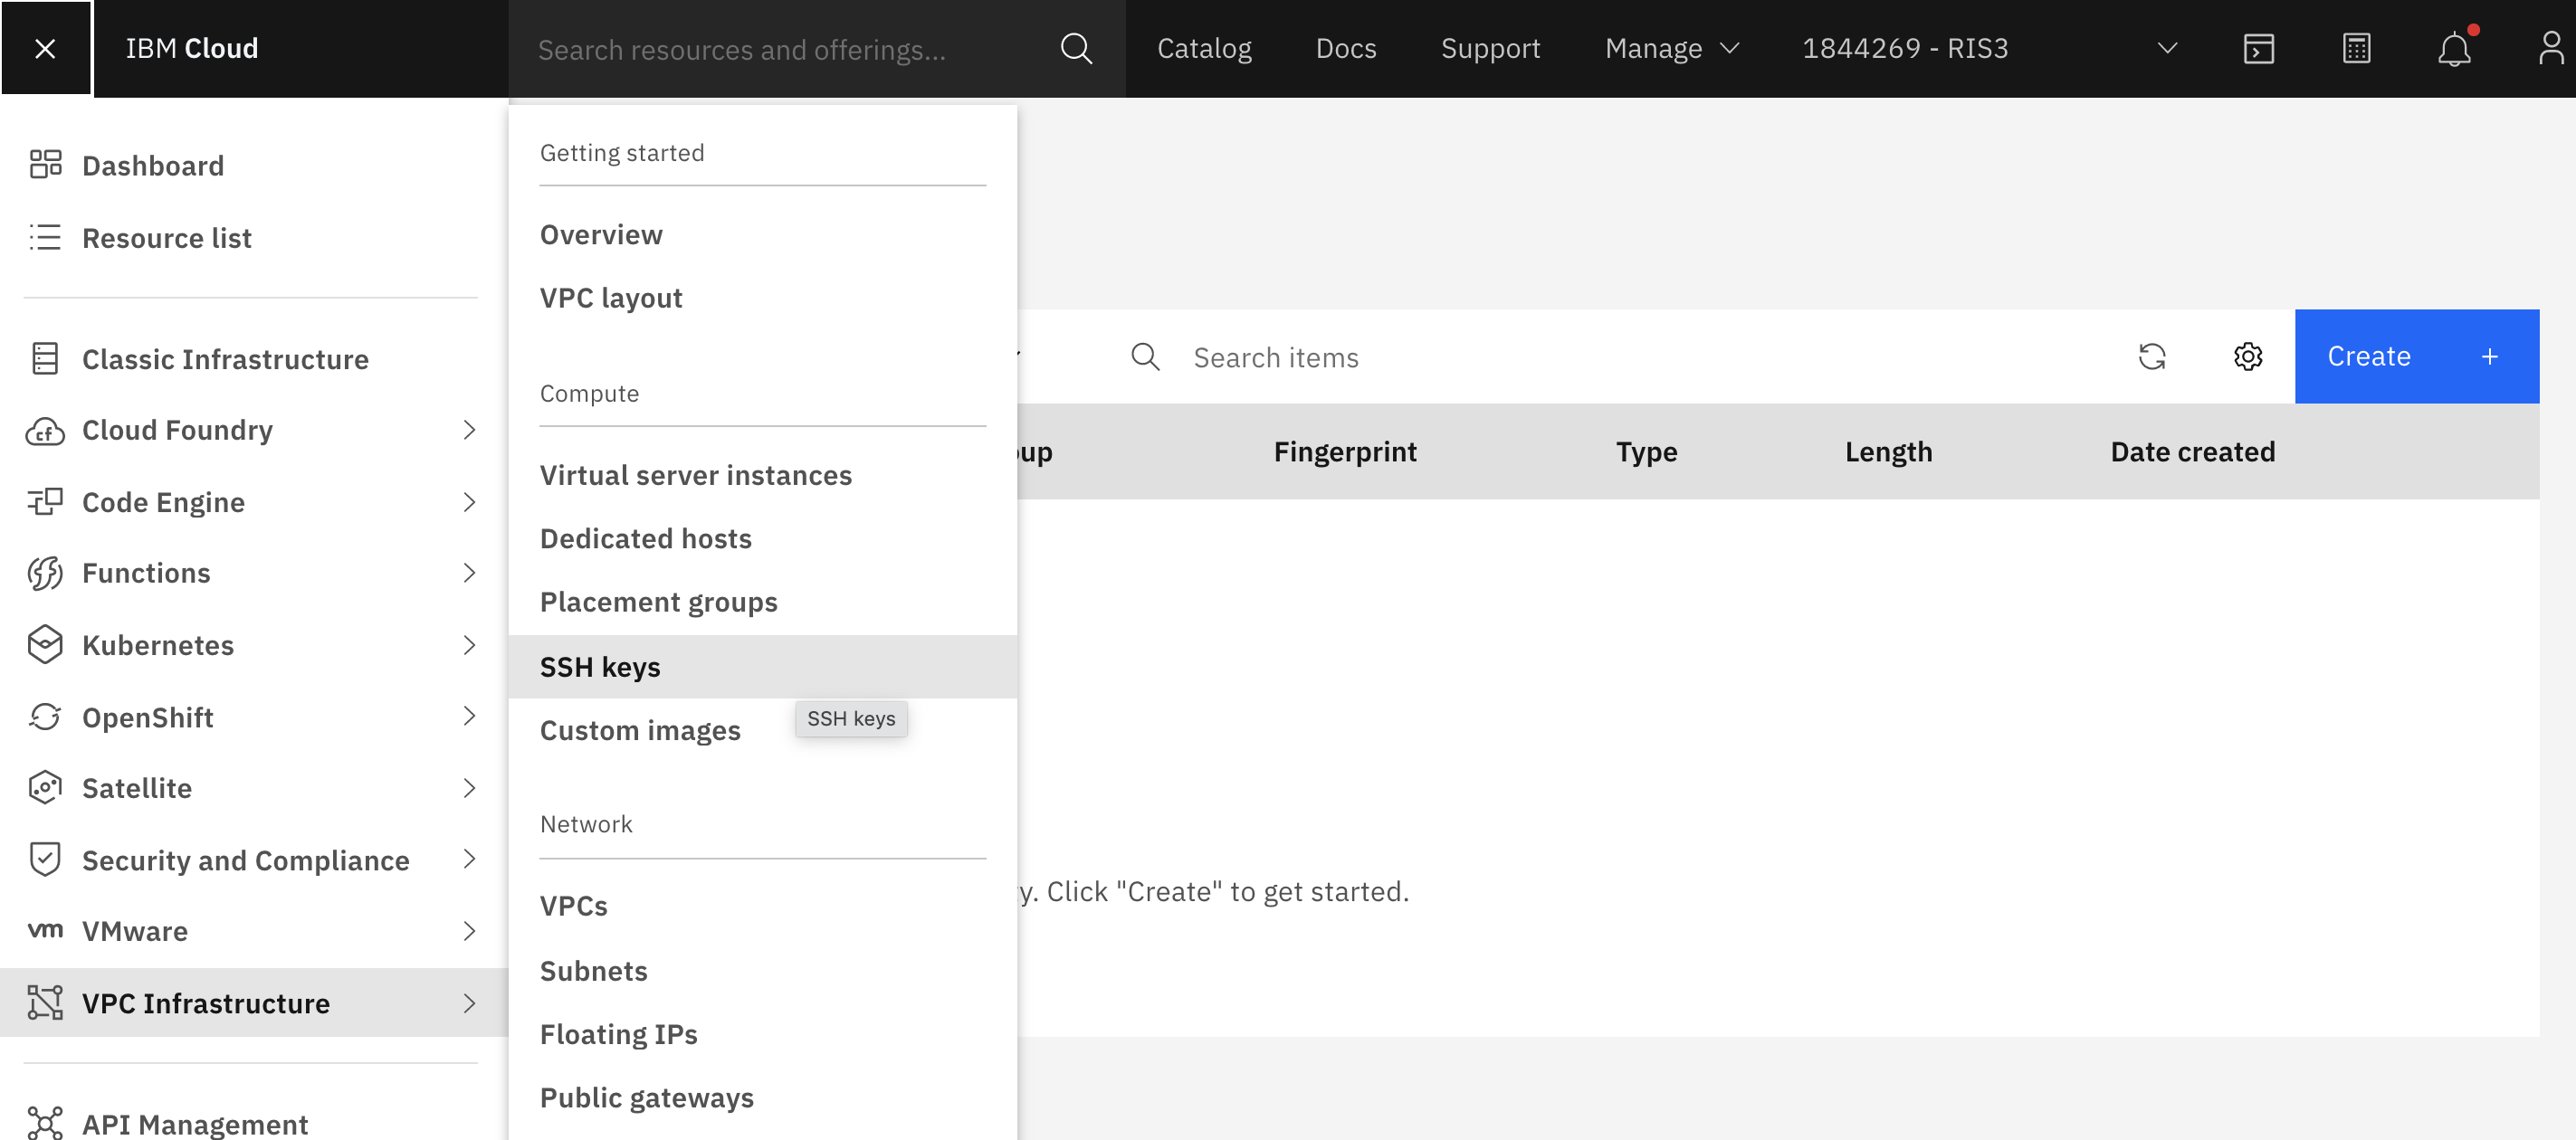 IBM Cloud
Search resources and offerings...
Catalog
Docs
Support
Manage
1844269 - RIS3
Dashboard
Resource list
Classic Infrastructure
cf
Cloud Foundry
Code Engine
Functions
Kubernetes
OpenShift
Satellite
Security and Compliance
vm
VMware
VPC Infrastructure
API Management
Getting started
Overview
VPC layout
Compute
Virtual server instances
Dedicated hosts
Placement groups
SSH keys
SSH keys
Custom images
Network
VPCs
Subnets
Floating IPs
Public gateways
Search items
Create +
Fingerprint
Type
Length
Date created
Click "Create" to get started.